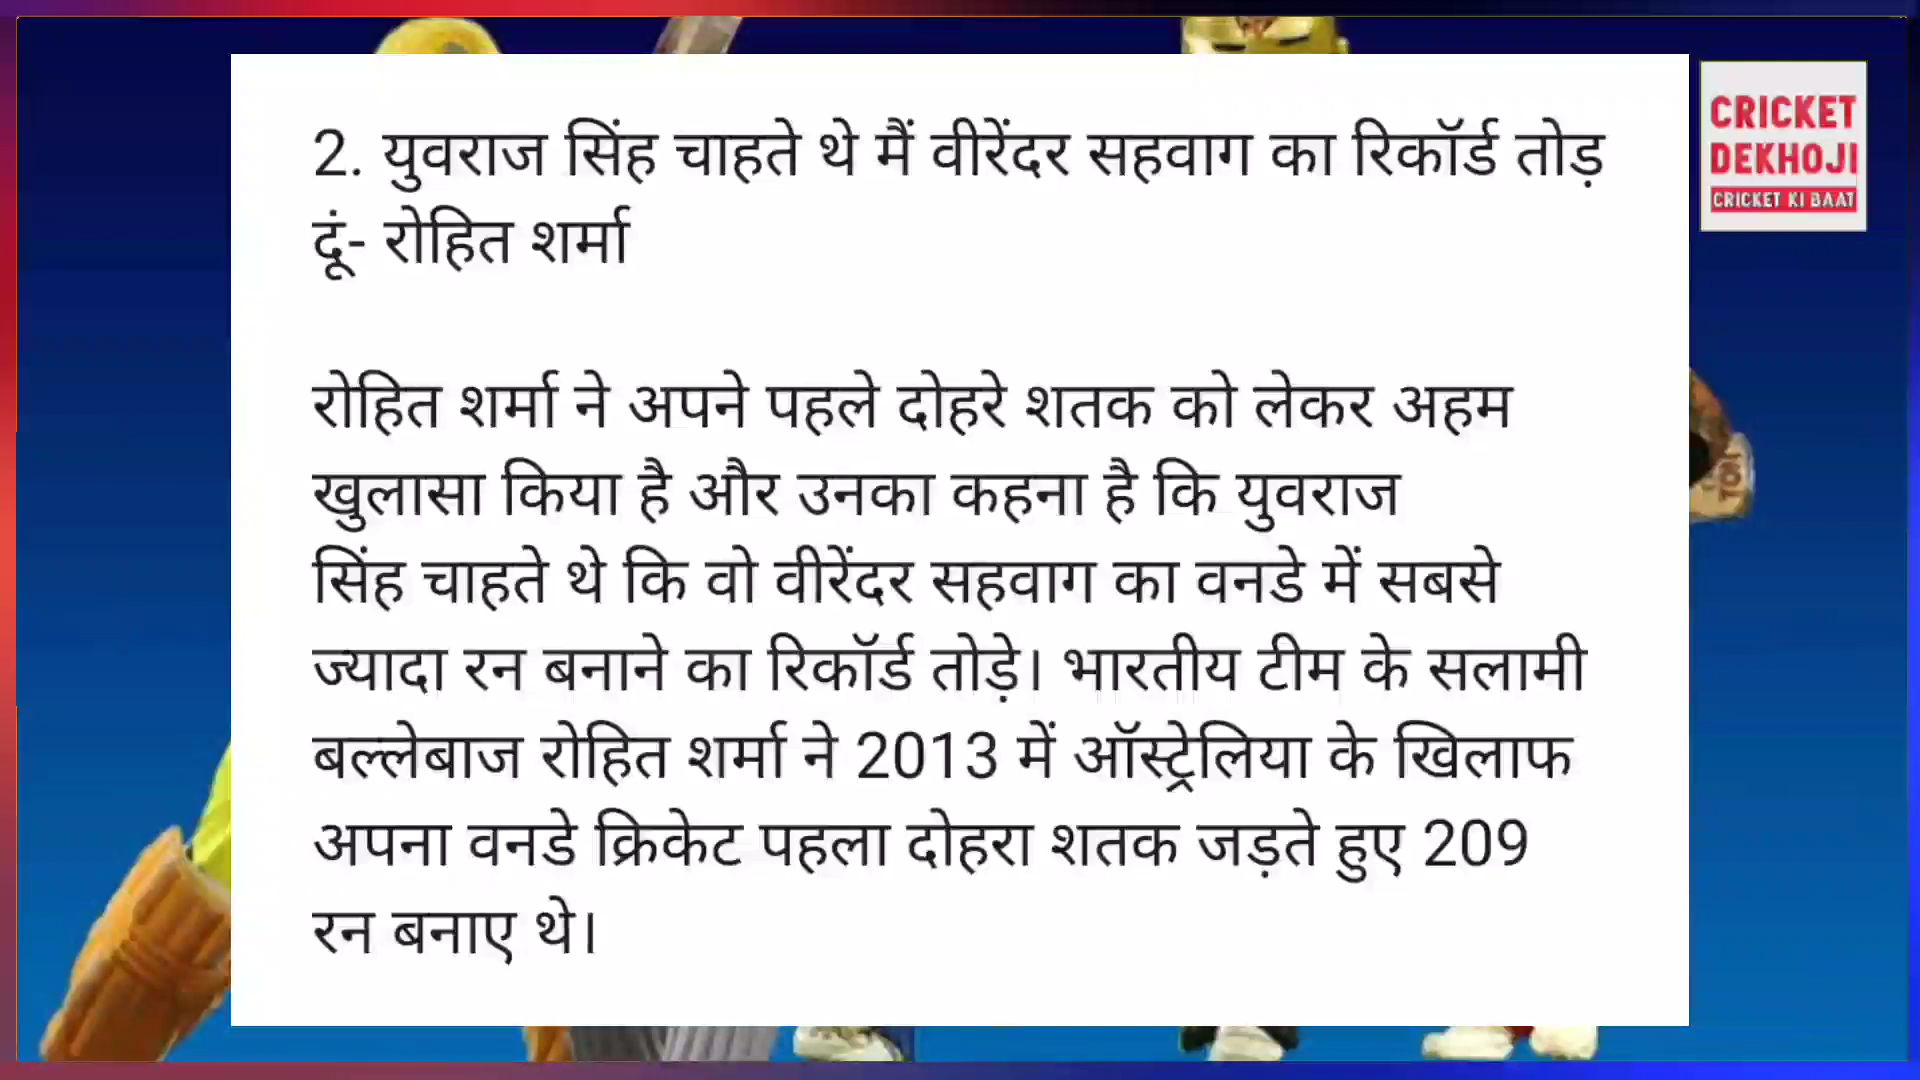 2. युवराज सिंह चाहते थे मैं वीरेंदर सहवाग का रिकॉर्ड तोड़
दूं- रोहित शर्मा
रोहित शर्मा ने अपने पहले दोहरे शतक को लेकर अहम
खुलासा किया है और उनका कहना है कि युवराज
सिंह चाहते थे कि वो वीरेंदर सहवाग का वनडे में सबसे
ज्यादा रन बनाने का रिकॉर्ड तोड़े। भारतीय टीम के सलामी
बल्लेबाज रोहित शर्मा ने 2013 में ऑस्ट्रेलिया के खिलाफ
अपना वनडे क्रिकेट पहला दोहरा शतक जड़ते हुए 209
रन बनाए थे।
CRICKET
DEKHOJI
CRICKET KI BAAT